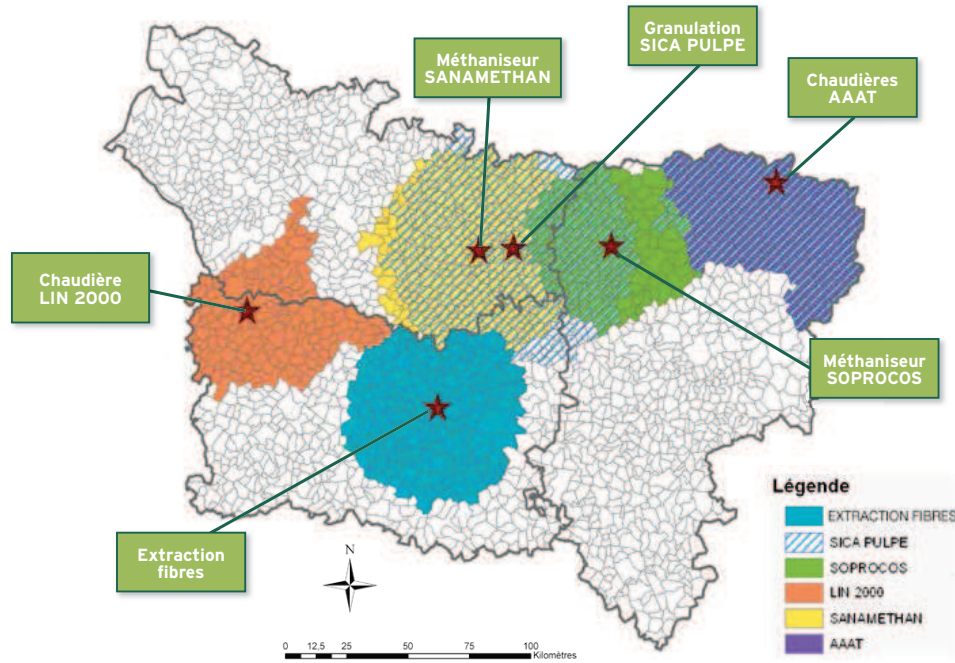 Granulation
SICA PULPE
Méthaniseur
SANAMETHAN
Chaudières
AAAT
Chaudière
LIN 2000
Méthaniseur
SOPROCOS
Extraction
fibres
N
0 12,5 25 50 75 100
Kilomètres
Légende
EXTRACTION FIBRES
SICA PULPE
SOPROCOS
LIN 2000
SANAMETHAN
AAAT